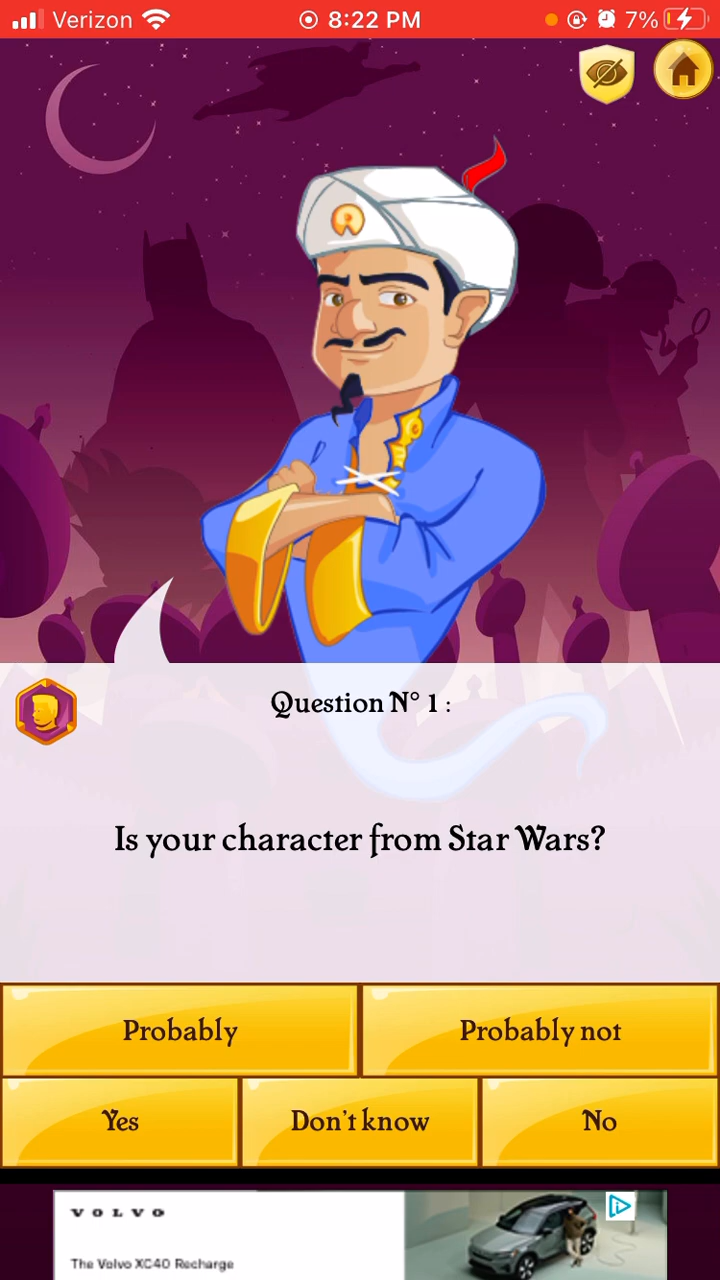 Verizon 8:22 PM 7%
Question N° 1 :
Is your character from Star Wars?
Probably Probably not
Yes Don't know No
VOLVO
The Volvo XC40 Recharge